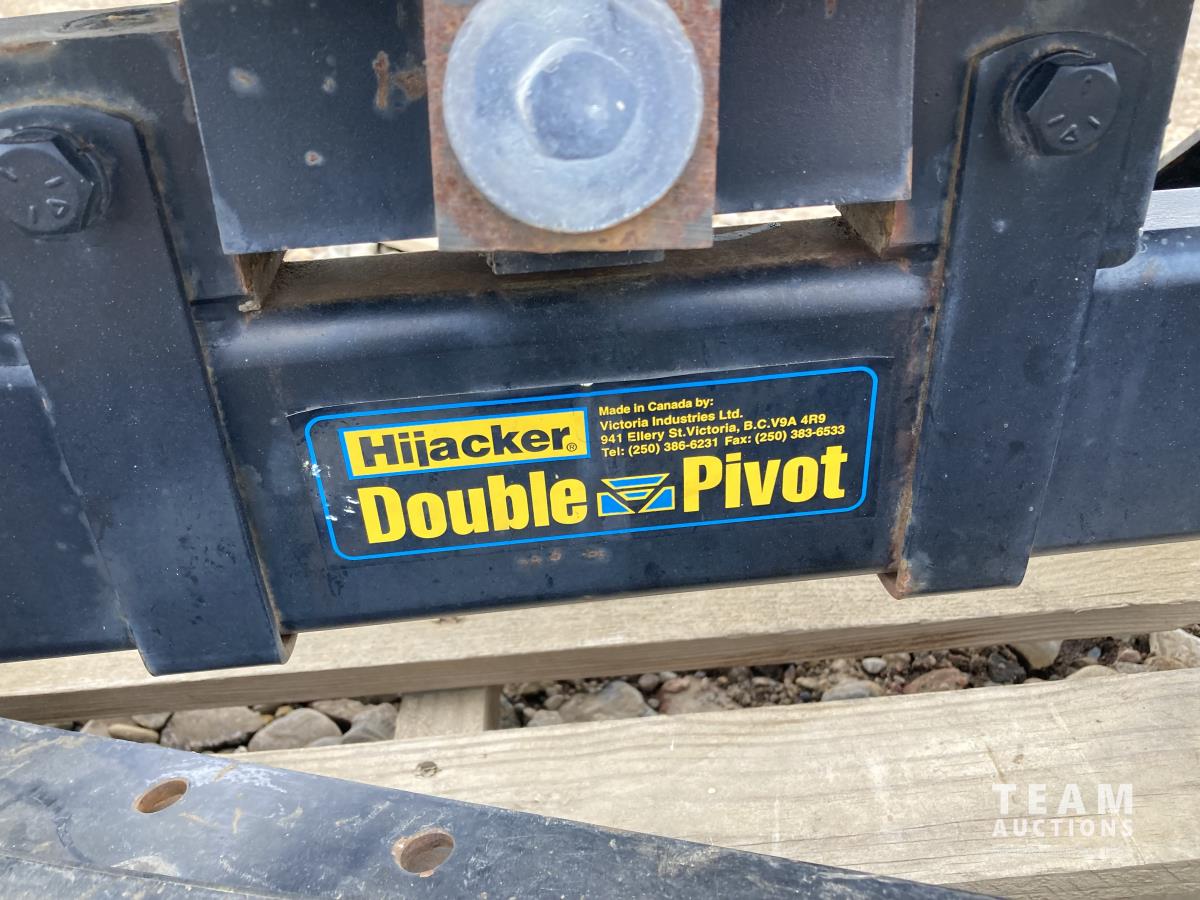 Hijacker®
Made in Canada by:
Victoria Industries Ltd.
941 Ellery St.Victoria, B.C.V9A 4R9
Tel: (250) 386-6231 Fax: (250) 383-6533
Double Pivot
TEAM
AUCTIONS